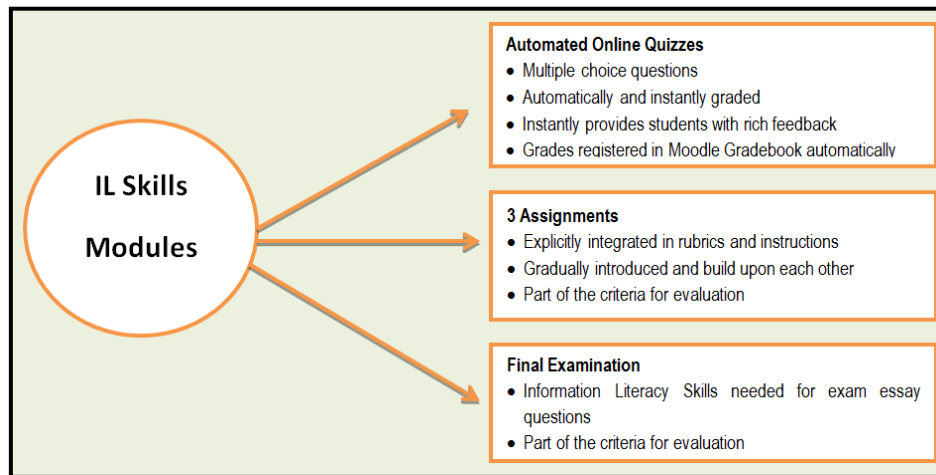 IL Skills
Modules
Automated Online Quizzes
• Multiple choice questions
• Automatically and instantly graded
• Instantly provides students with rich feedback
• Grades registered in Moodle Gradebook automatically
3 Assignments
• Explicitly integrated in rubrics and instructions
• Gradually introduced and build upon each other
• Part of the criteria for evaluation
Final Examination
• Information Literacy Skills needed for exam essay
questions
• Part of the criteria for evaluation